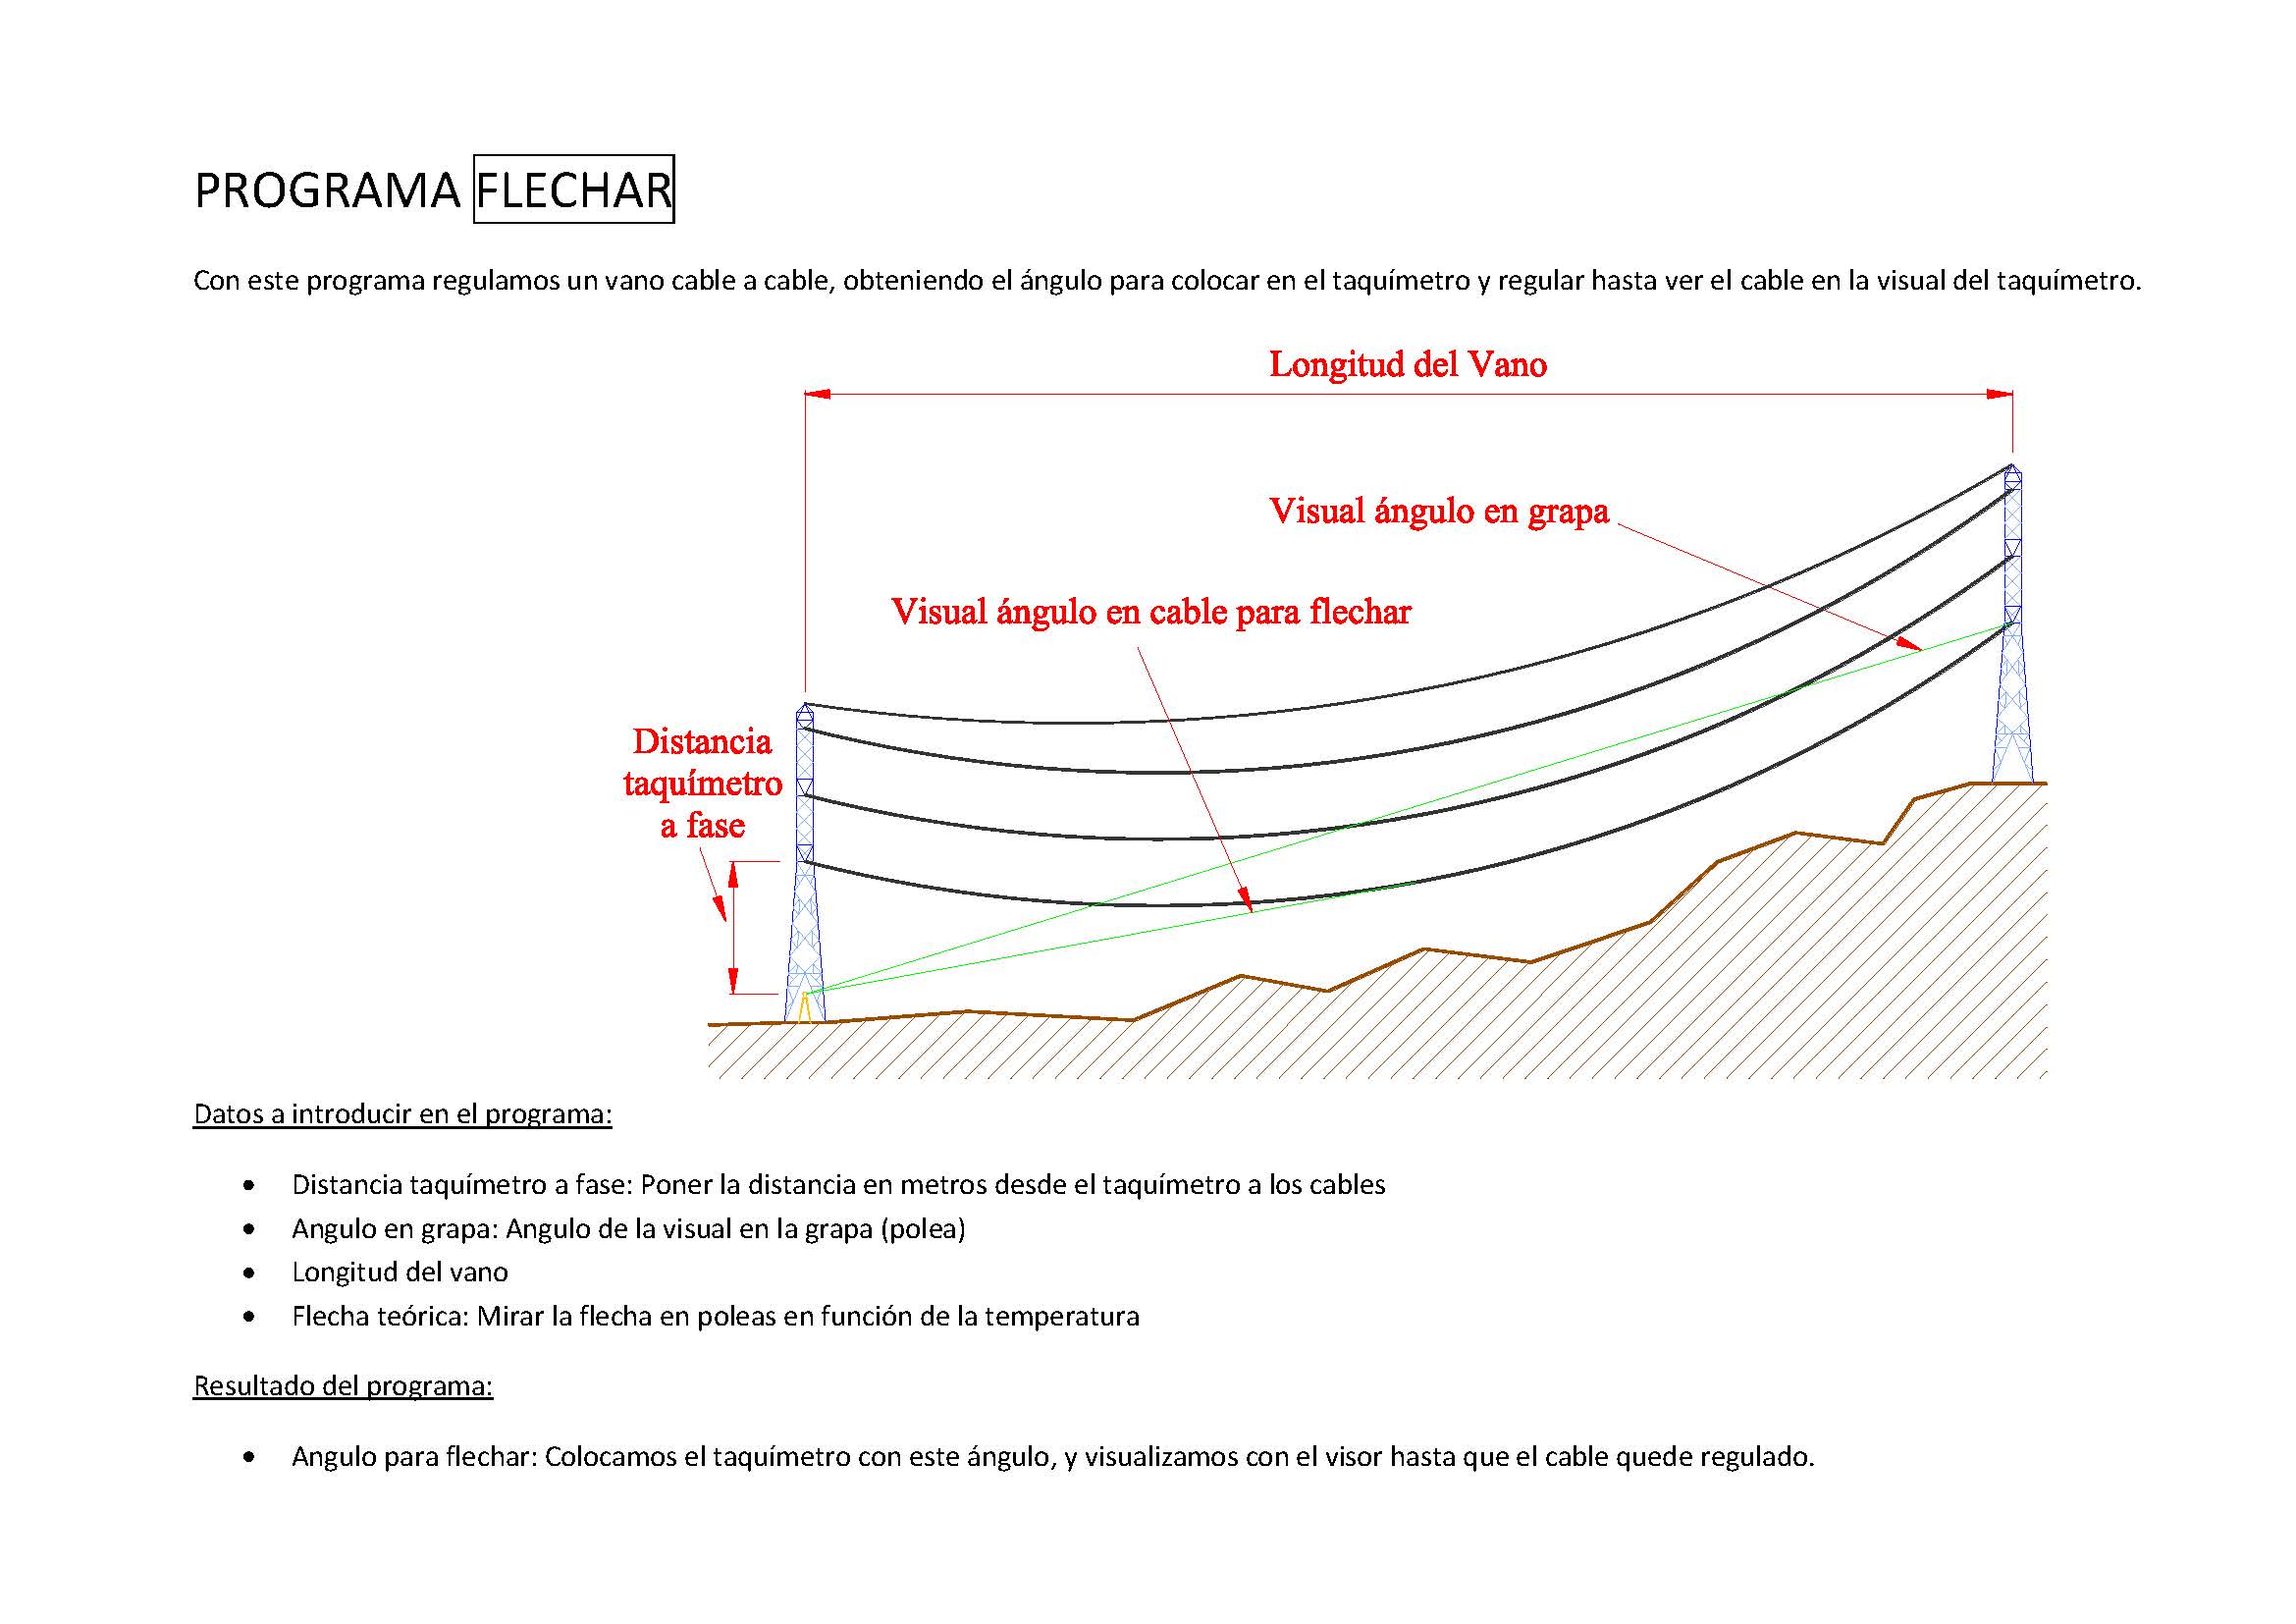 PROGRAMA FLECHAR
Con este programa regulamos un vano cable a cable, obteniendo el ángulo para colocar en el taquímetro y regular hasta ver el cable en la visual del taquímetro.
Longitud del Vano
Visual ángulo en grapa
Visual ángulo en cable para flechar
Distancia
taquímetro
a fase
Datos a introducir en el programa:
• Distancia taquímetro a fase: Poner la distancia en metros desde el taquímetro a los cables
• Angulo en grapa: Angulo de la visual en la grapa (polea)
• Longitud del vano
• Flecha teórica: Mirar la flecha en poleas en función de la temperatura
Resultado del programa:
• Angulo para flechar: Colocamos el taquímetro con este ángulo, y visualizamos con el visor hasta que el cable quede regulado.